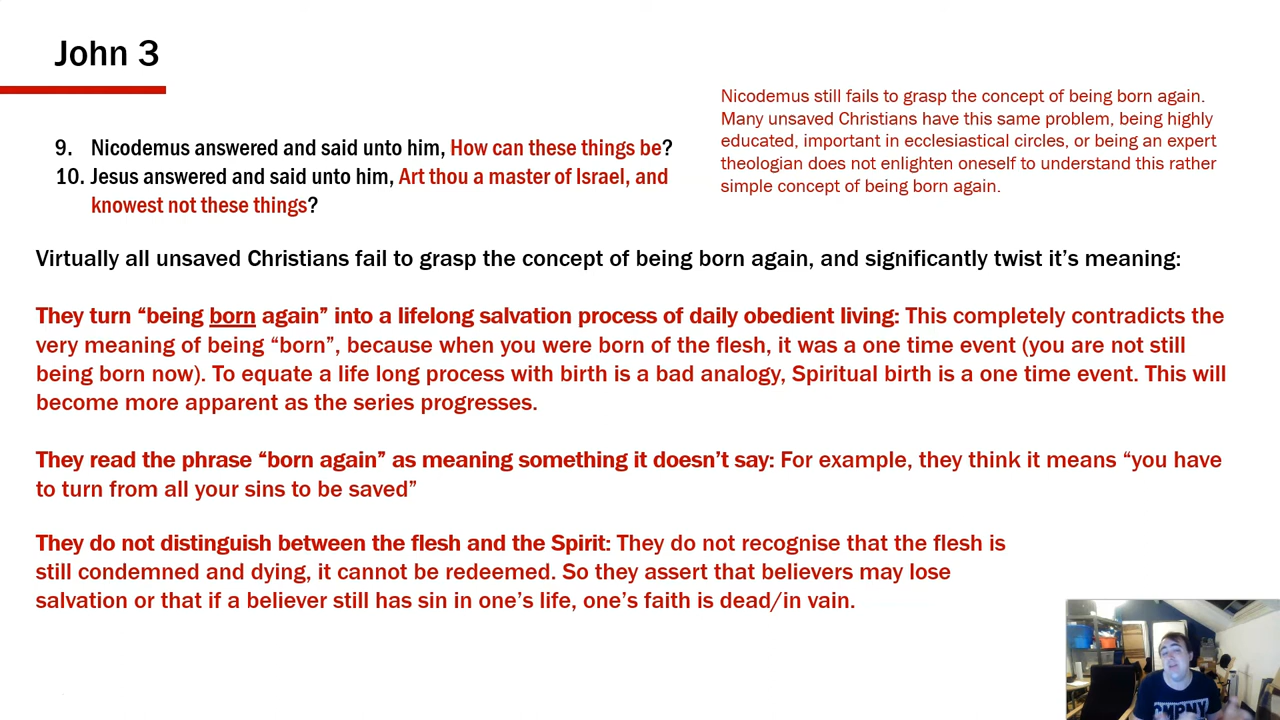 John 3
Nicodemus still fails to grasp the concept of being born again.
Many unsaved Christians have this same problem, being highly
educated, important in ecclesiastical circles, or being an expert
theologian does not enlighten oneself to understand this rather
simple concept of being born again.
9. Nicodemus answered and said unto him, How can these things be?
10. Jesus answered and said unto him, Art thou a master of Israel, and
knowest not these things?
Virtually all unsaved Christians fail to grasp the concept of being born again, and significantly twist it's meaning:
They turn “being born again” into a lifelong salvation process of daily obedient living: This completely contradicts the
very meaning of being “born”, because when you were born of the flesh, it was a one time event (you are not still
being born now). To equate a life long process with birth is a bad analogy, Spiritual birth is a one time event. This will
become more apparent as the series progresses.
They read the phrase “born again” as meaning something it doesn't say: For example, they think it means “you have
to turn from all your sins to be saved”
They do not distinguish between the flesh and the Spirit: They do not recognise that the flesh is
still condemned and dying, it cannot be redeemed. So they assert that believers may lose
salvation or that if a believer still has sin in one's life, one's faith is dead/in vain.
CMPNY